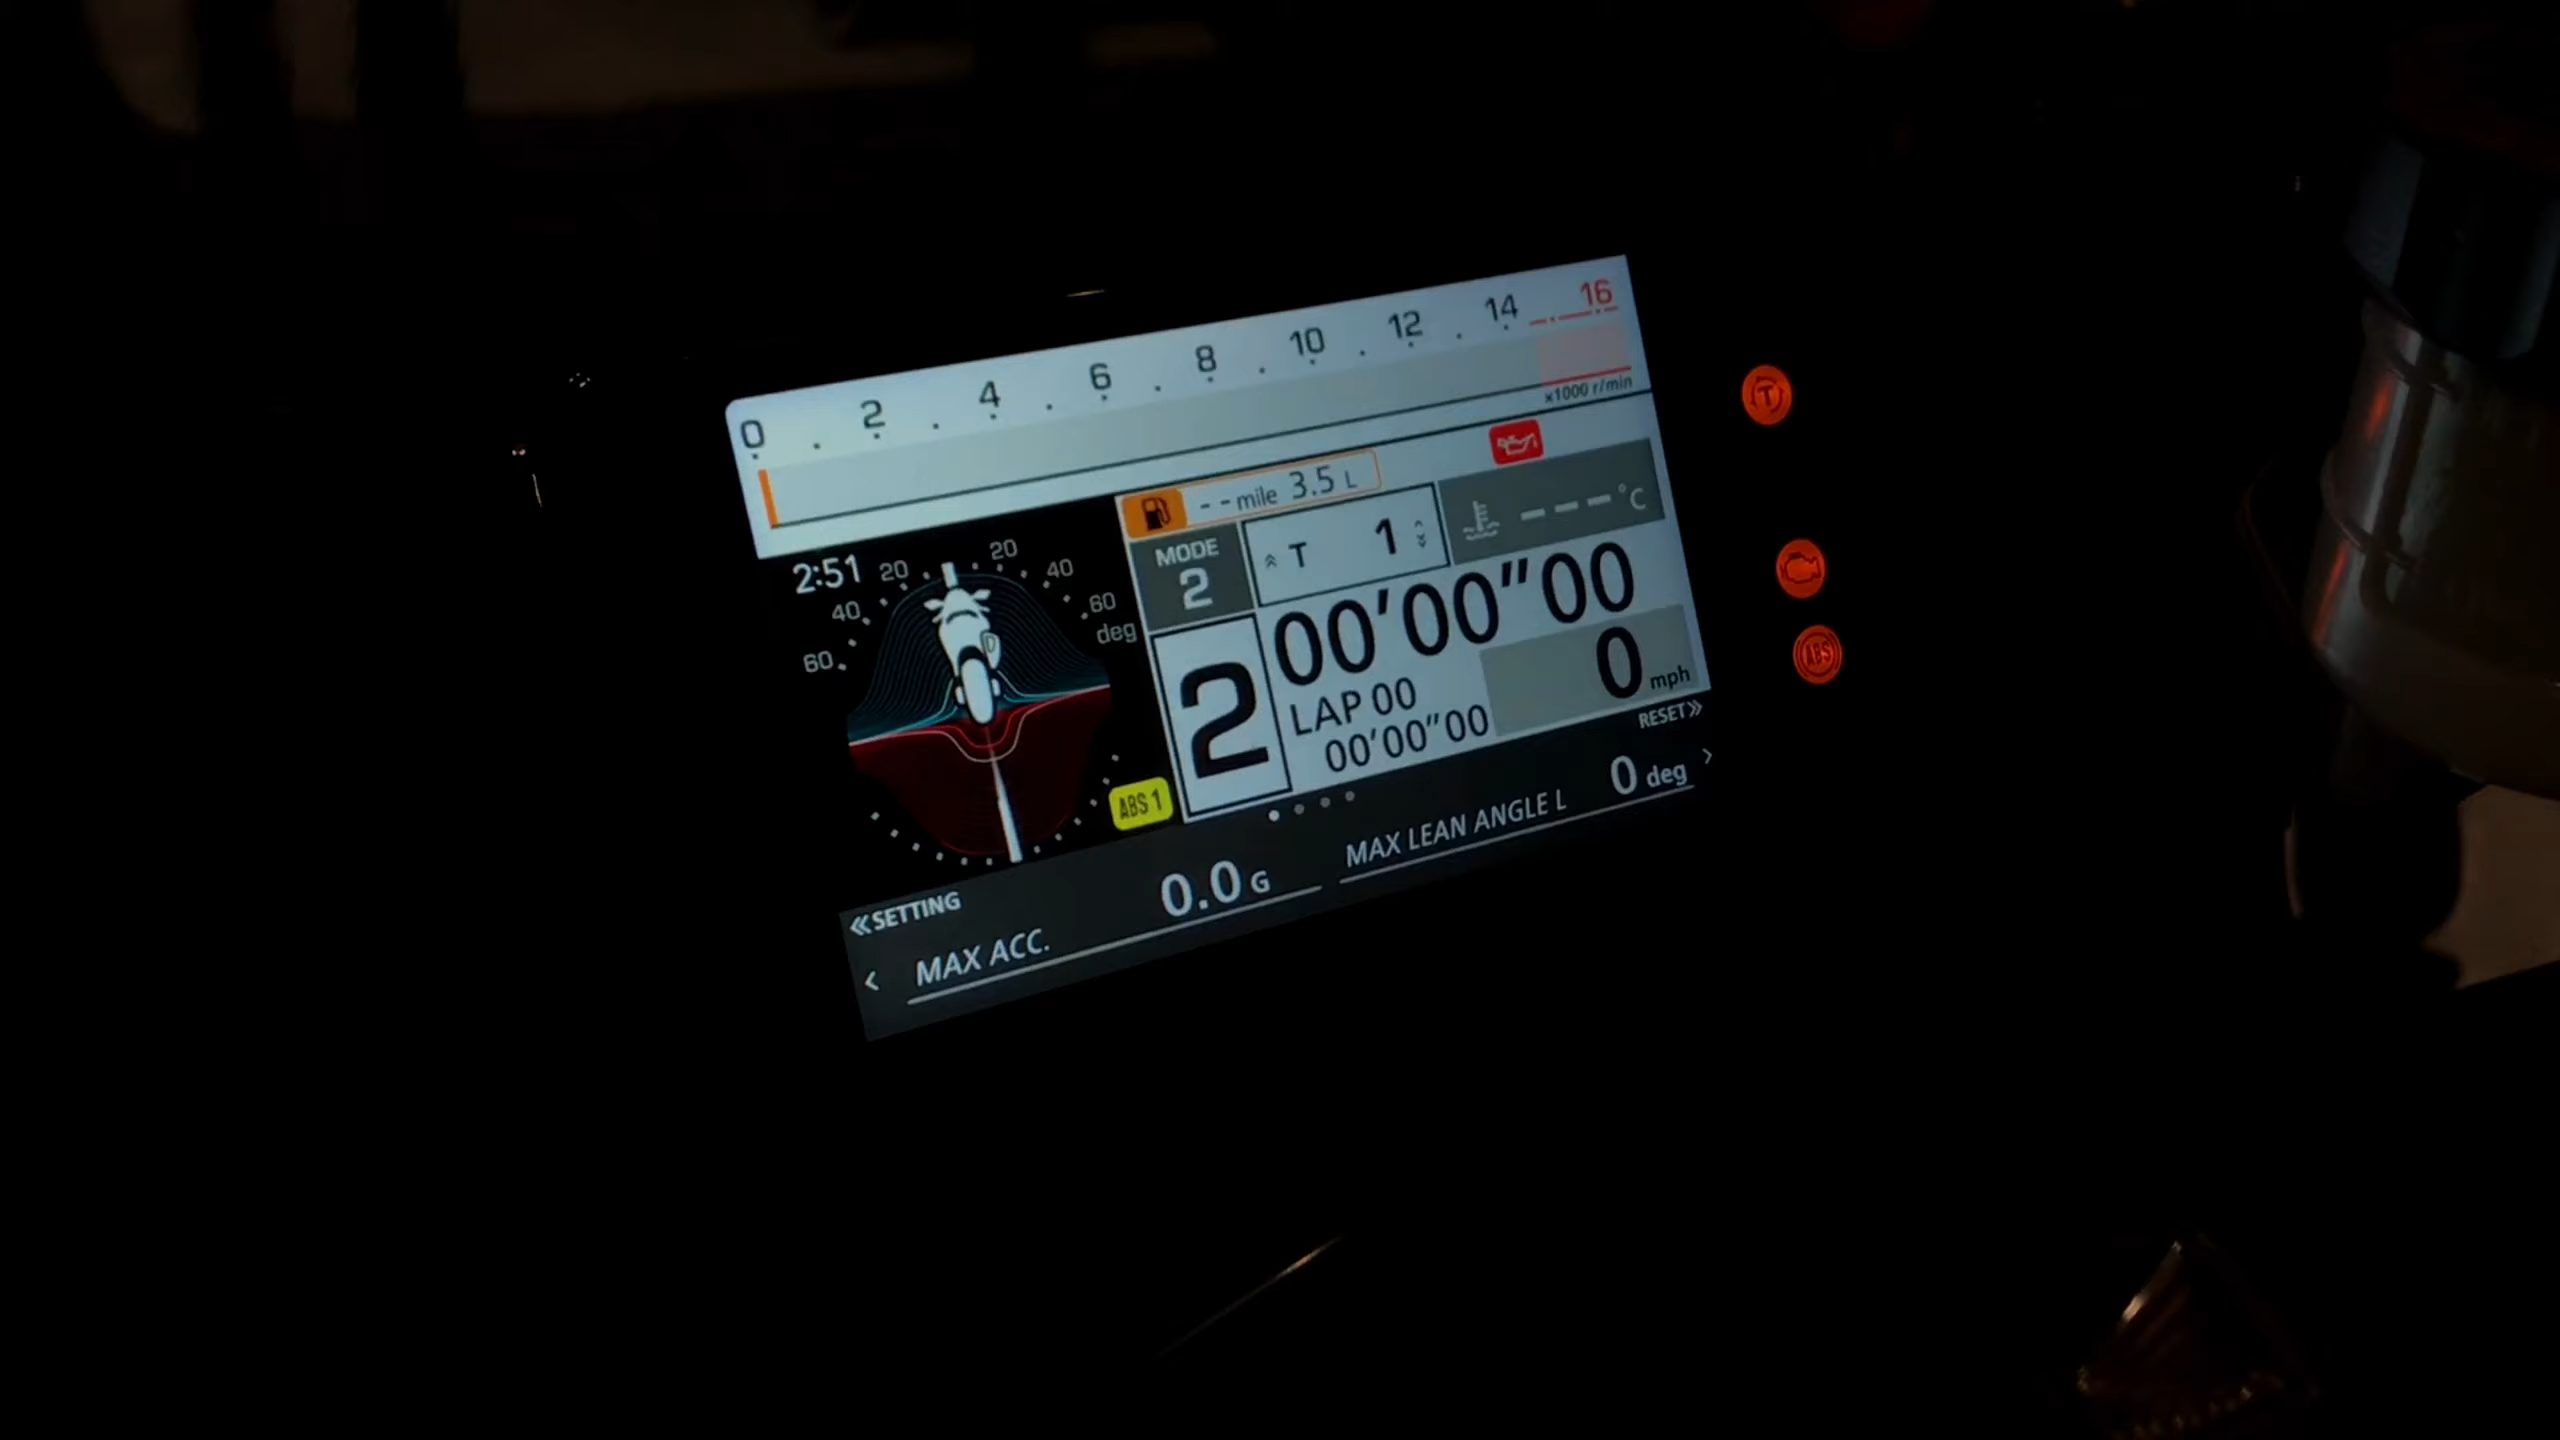 0 2 4 6 8 10 12 14 16
x1000 r/min
-- mile 3.5 L
2:51
20 20
40 40
60 60
deg
MODE
2
T 1
---°C
00'00"00
2
LAP 00
00'00"00
0 mph
ABS 1
RESET
SETTING
MAX ACC. 0.0 G
MAX LEAN ANGLE L 0 deg
T
ABS